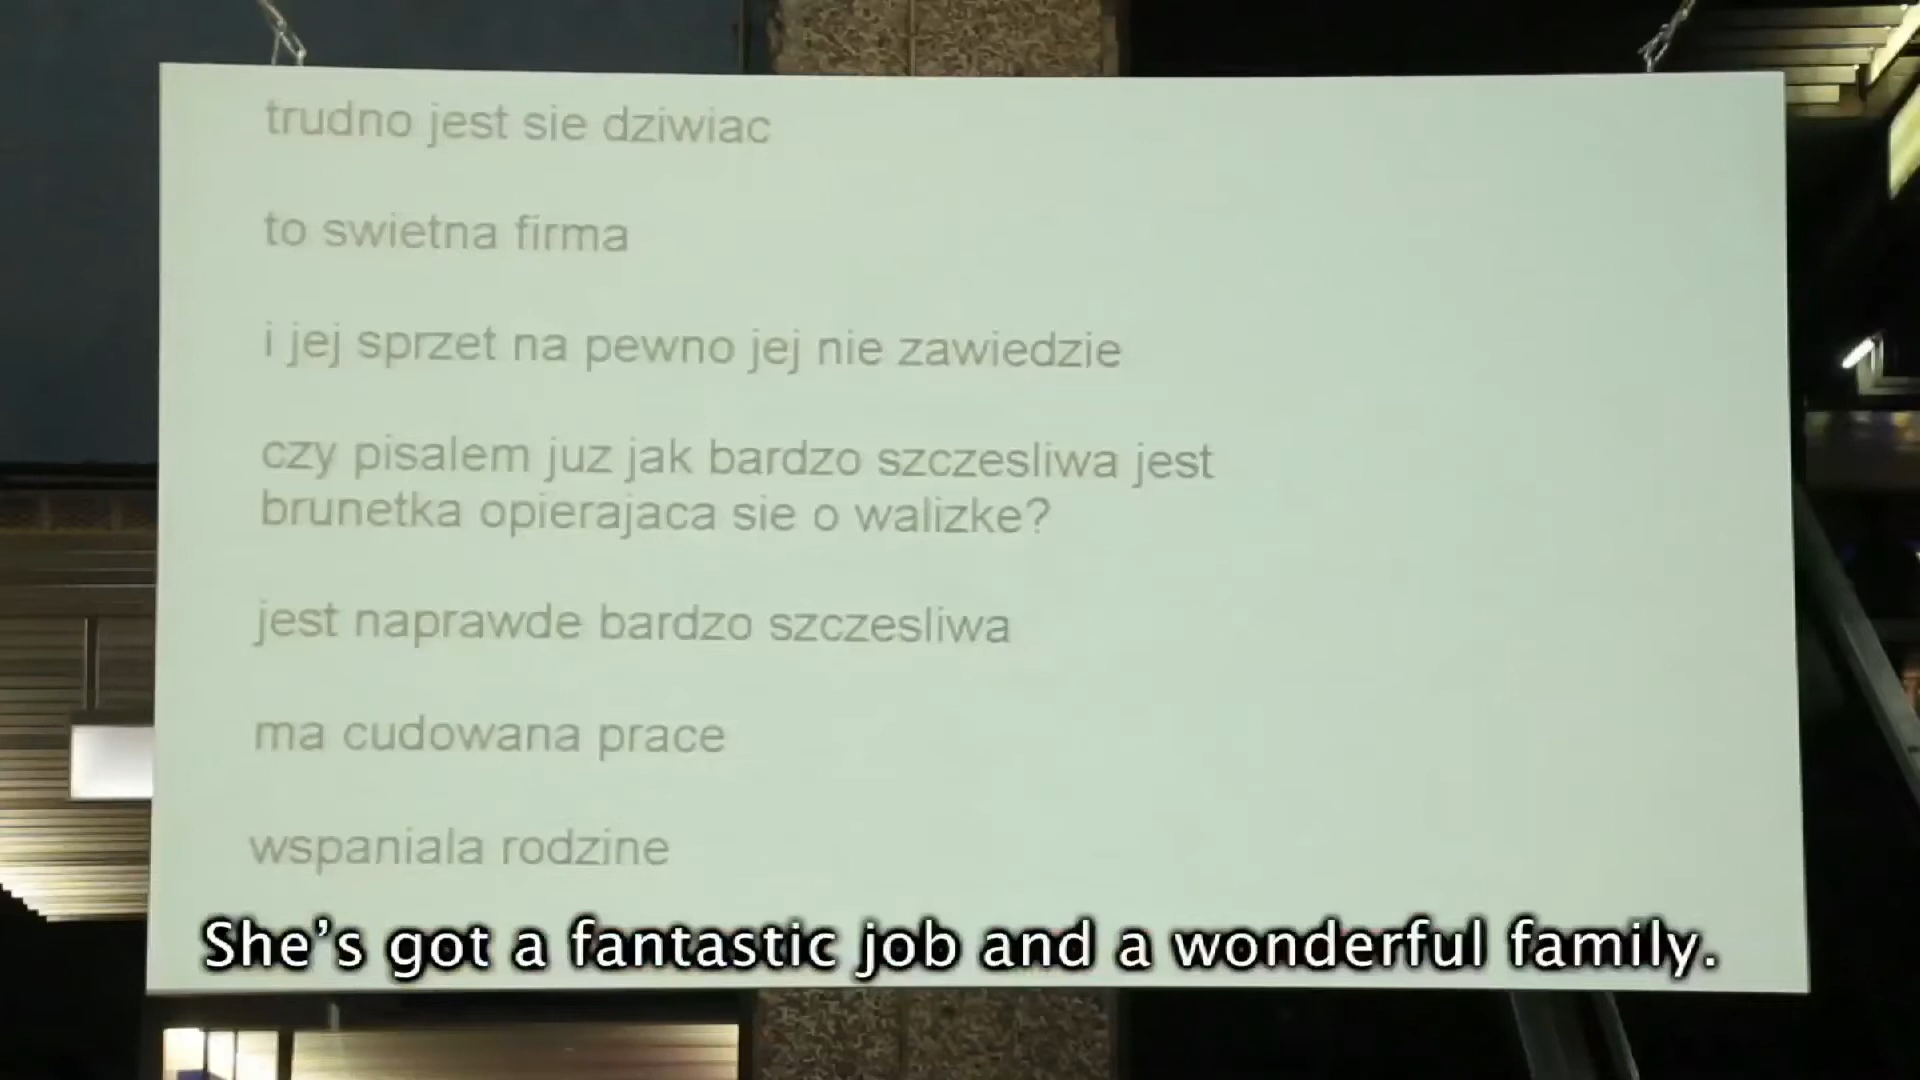 trudno jest sie dziwiac
to swietna firma
i jej sprzet na pewno jej nie zawiedzie
czy pisalem juz jak bardzo szczesliwa jest
brunetka opierajaca sie o walizke?
jest naprawde bardzo szczesliwa
ma cudowana prace
wspaniala rodzine
She's got a fantastic job and a wonderful family.